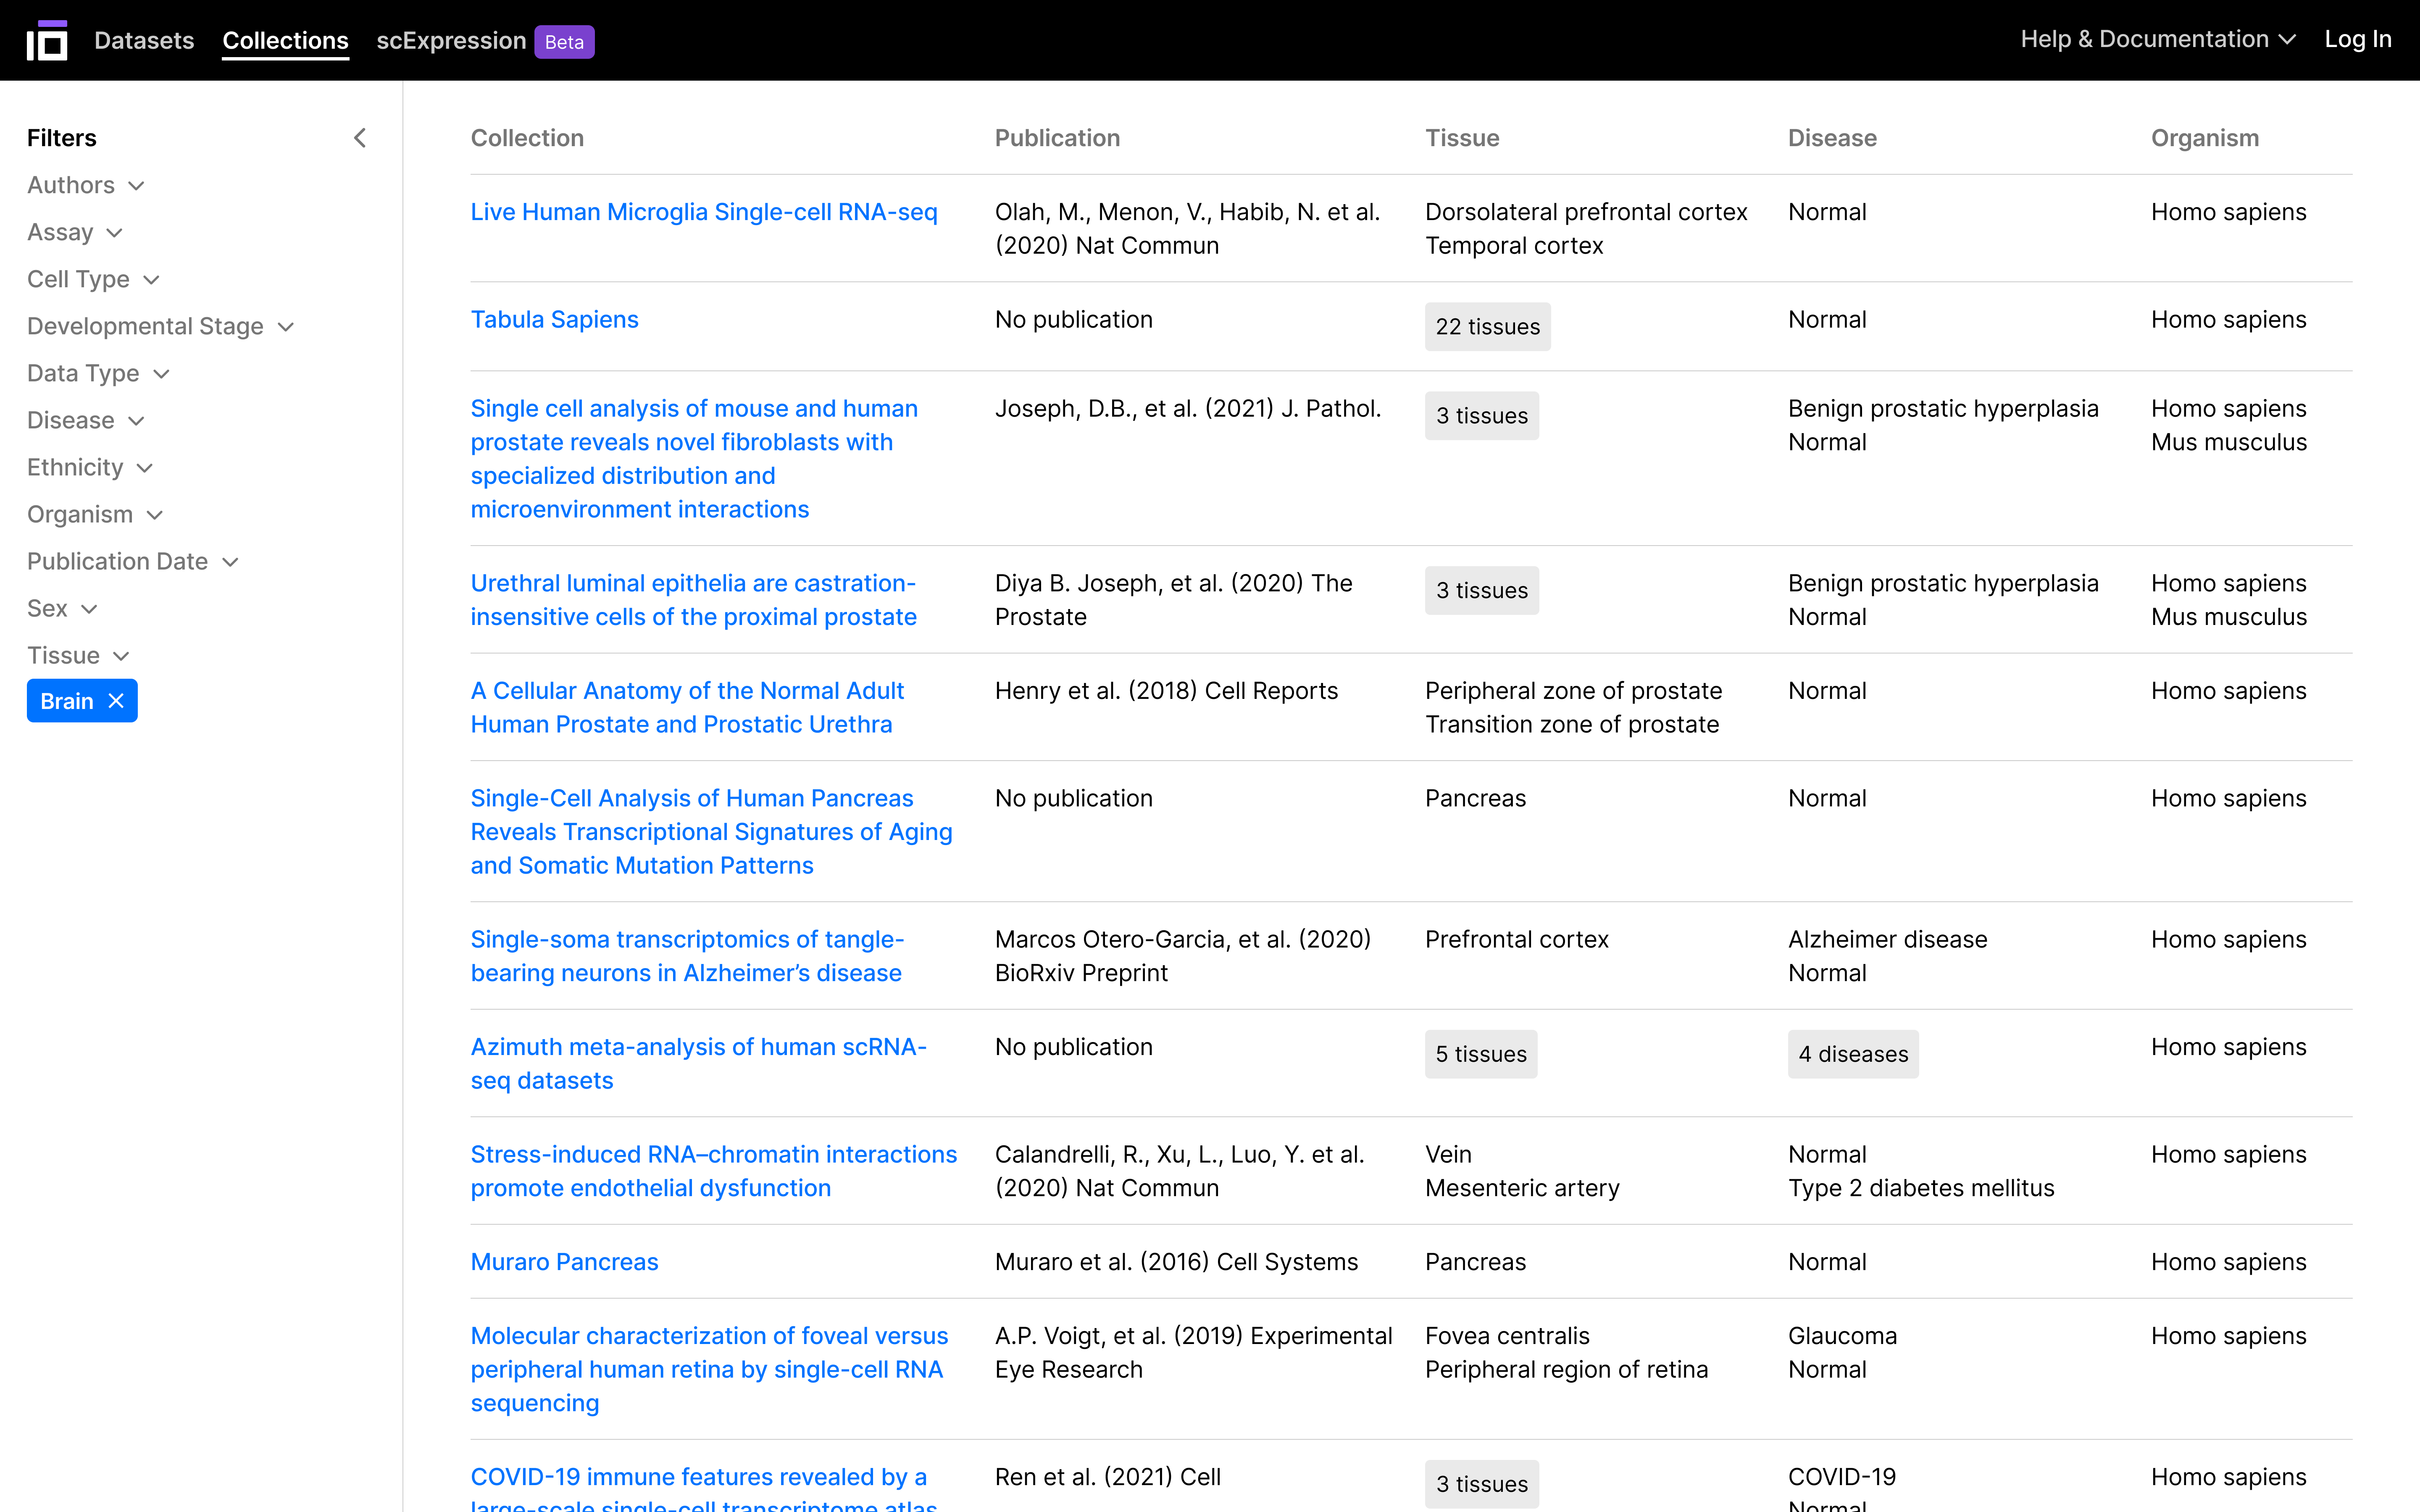 Datasets Collections scExpression Beta Help & Documentation Log In
Filters
Authors
Assay
Cell Type
Developmental Stage
Data Type
Disease
Ethnicity
Organism
Publication Date
Sex
Tissue
Brain
Collection Publication Tissue Disease Organism
Live Human Microglia Single-cell RNA-seq Olah, M., Menon, V., Habib, N. et al. Dorsolateral prefrontal cortex Normal Homo sapiens
(2020) Nat Commun Temporal cortex
Tabula Sapiens No publication 22 tissues Normal Homo sapiens
Single cell analysis of mouse and human Joseph, D.B., et al. (2021) J. Pathol. 3 tissues Benign prostatic hyperplasia Homo sapiens
prostate reveals novel fibroblasts with Normal Mus musculus
specialized distribution and
microenvironment interactions
Urethral luminal epithelia are castration- Diya B. Joseph, et al. (2020) The 3 tissues Benign prostatic hyperplasia Homo sapiens
insensitive cells of the proximal prostate Prostate Normal Mus musculus
A Cellular Anatomy of the Normal Adult Henry et al. (2018) Cell Reports Peripheral zone of prostate Normal Homo sapiens
Human Prostate and Prostatic Urethra Transition zone of prostate
Single-Cell Analysis of Human Pancreas No publication Pancreas Normal Homo sapiens
Reveals Transcriptional Signatures of Aging
and Somatic Mutation Patterns
Single-soma transcriptomics of tangle- Marcos Otero-Garcia, et al. (2020) Prefrontal cortex Alzheimer disease Homo sapiens
bearing neurons in Alzheimer’s disease BioRxiv Preprint Normal
Azimuth meta-analysis of human scRNA- No publication 5 tissues 4 diseases Homo sapiens
seq datasets
Stress-induced RNA–chromatin interactions Calandrelli, R., Xu, L., Luo, Y. et al. Vein Normal Homo sapiens
promote endothelial dysfunction (2020) Nat Commun Mesenteric artery Type 2 diabetes mellitus
Muraro Pancreas Muraro et al. (2016) Cell Systems Pancreas Normal Homo sapiens
Molecular characterization of foveal versus A.P. Voigt, et al. (2019) Experimental Fovea centralis Glaucoma Homo sapiens
peripheral human retina by single-cell RNA Eye Research Peripheral region of retina Normal
sequencing
COVID-19 immune features revealed by a Ren et al. (2021) Cell 3 tissues COVID-19 Homo sapiens
large-scale single-cell transcriptome atlas Normal